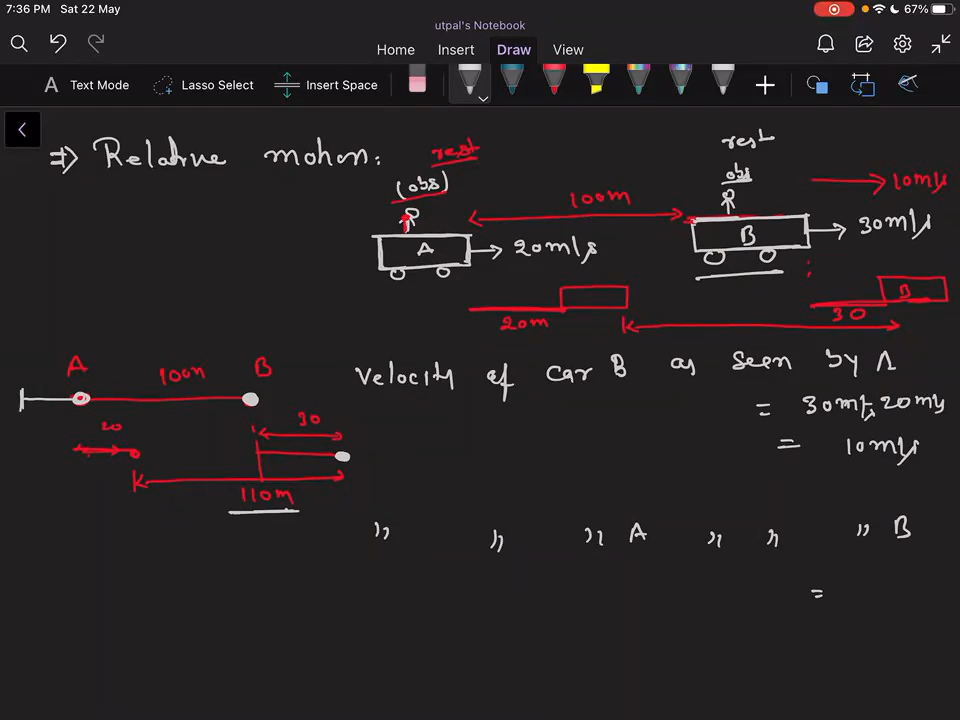 7:36 PM Sat 22 May
67%
utpal's Notebook
Home Insert Draw View
Text Mode Lasso Select Insert Space
⇒ Relative motion:
rest
(obs)
A
20m/s
100m
rest
obs
B
10m/s
30m/s
20m
B
30
A 100m B
20
30
110m
Velocity of car B as seen by A
= 30m/s - 20m/s
= 10m/s
,, ,, ,, A ,, ,, ,, B
=